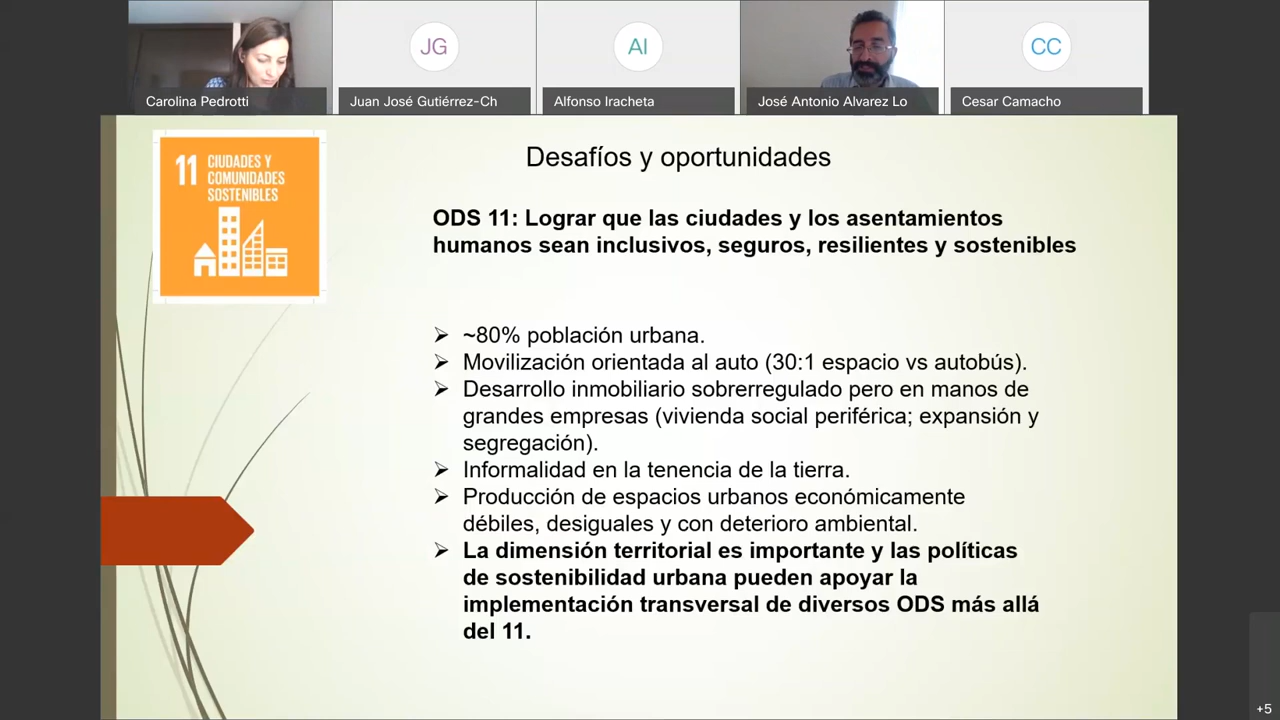 JG
AI
CC
Carolina Pedrotti
Juan José Gutiérrez-Ch
Alfonso Iracheta
José Antonio Alvarez Lo
Cesar Camacho
11 CIUDADES Y
COMUNIDADES
SOSTENIBLES
Desafíos y oportunidades
ODS 11: Lograr que las ciudades y los asentamientos
humanos sean inclusivos, seguros, resilientes y sostenibles
~80% población urbana.
Movilización orientada al auto (30:1 espacio vs autobús).
Desarrollo inmobiliario sobrerregulado pero en manos de
grandes empresas (vivienda social periférica; expansión y
segregación).
Informalidad en la tenencia de la tierra.
Producción de espacios urbanos económicamente
débiles, desiguales y con deterioro ambiental.
La dimensión territorial es importante y las políticas
de sostenibilidad urbana pueden apoyar la
implementación transversal de diversos ODS más allá
del 11.
+5